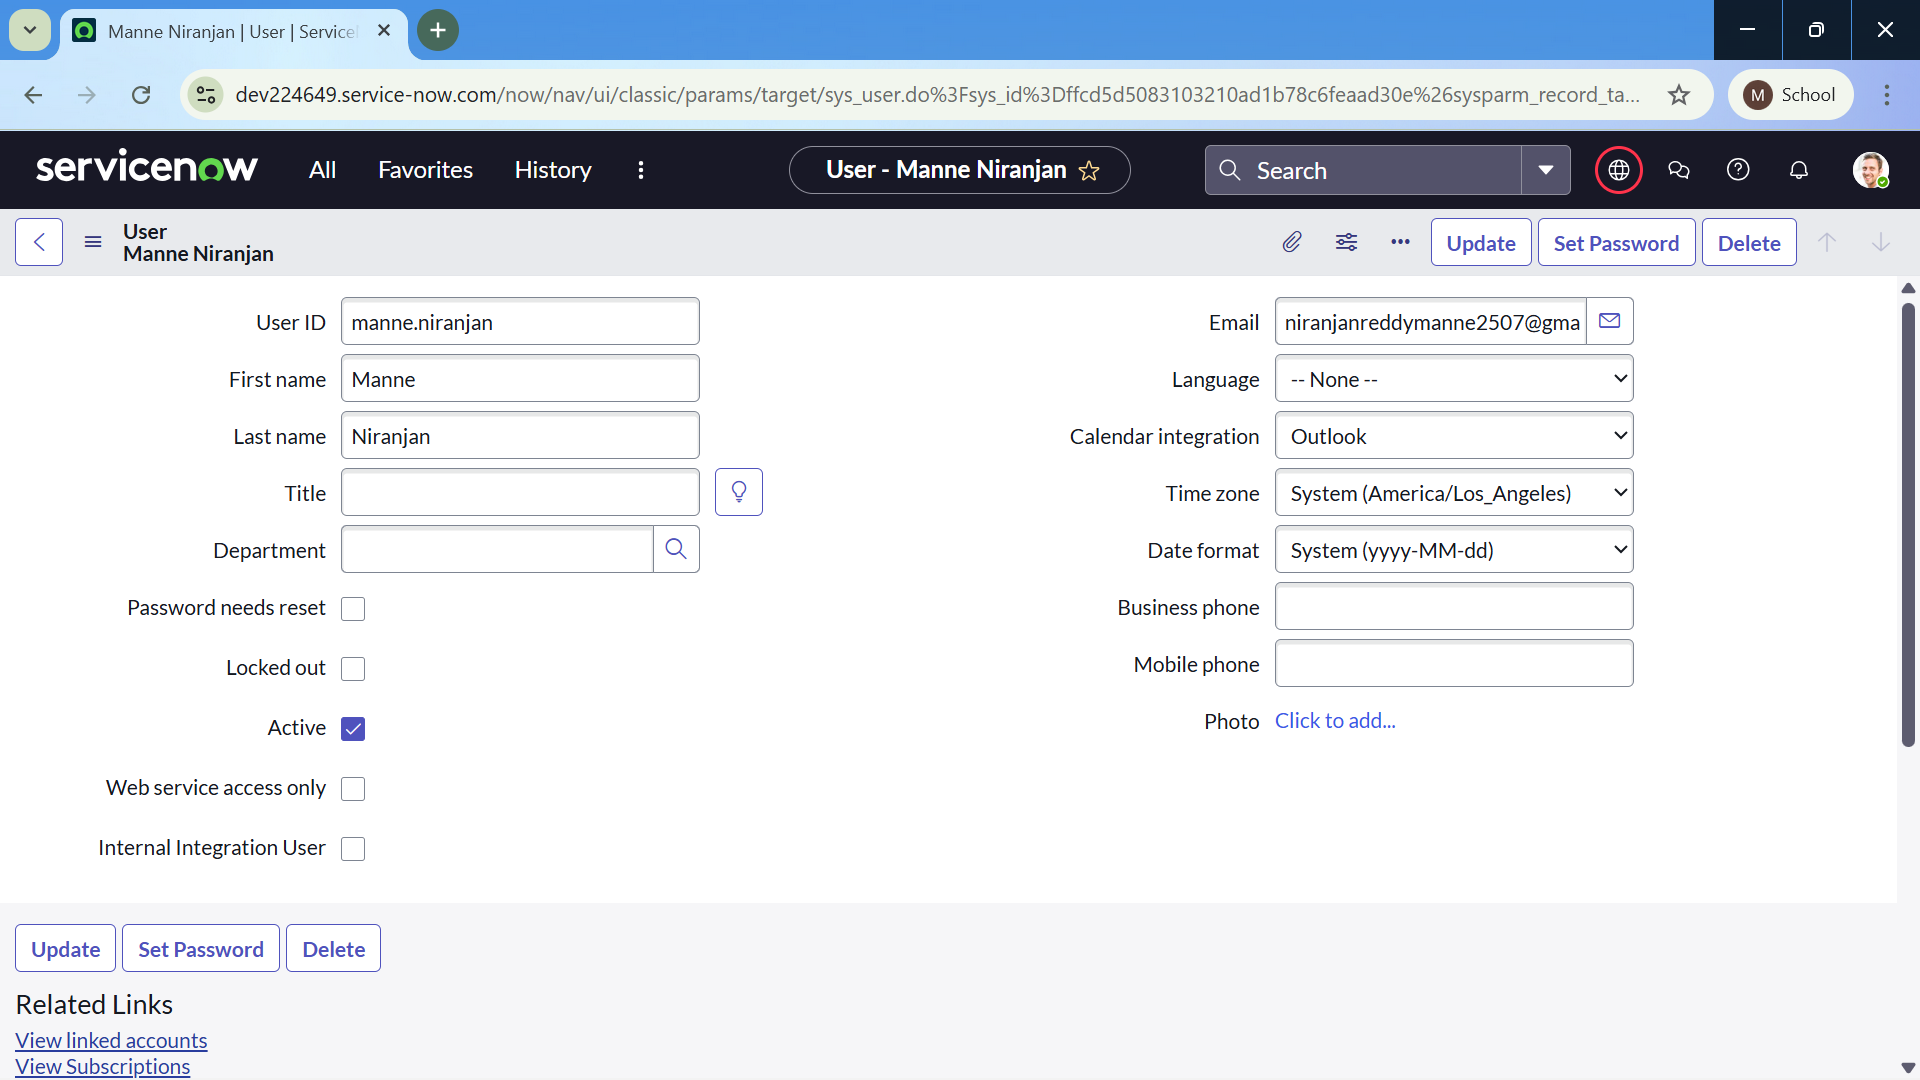 Manne Niranjan | User | Service
dev224649.service-now.com/now/nav/ui/classic/params/target/sys_user.do%3Fsys_id%3Dffcd5d5083103210ad1b78c6feaad30e%26sysparm_record_ta...
M School
servicenow All Favorites History User - Manne Niranjan Search
User
Manne Niranjan
Update Set Password Delete
User ID manne.niranjan
First name Manne
Last name Niranjan
Title
Department
Password needs reset
Locked out
Active
Web service access only
Internal Integration User
Email niranjanreddymanne2507@gma
Language -- None --
Calendar integration Outlook
Time zone System (America/Los_Angeles)
Date format System (yyyy-MM-dd)
Business phone
Mobile phone
Photo Click to add...
Update Set Password Delete
Related Links
View linked accounts
View Subscriptions